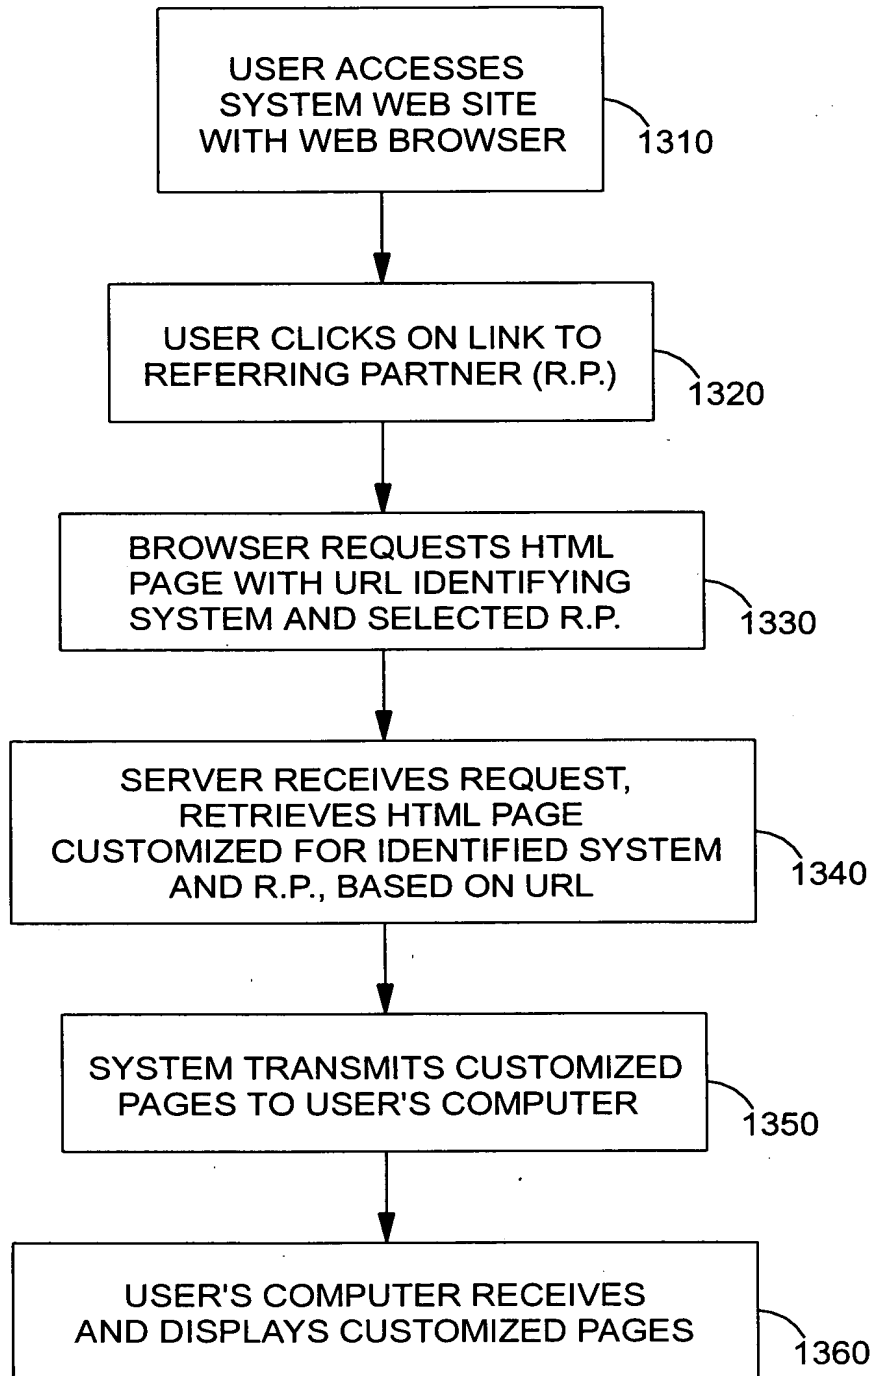 USER ACCESSES
SYSTEM WEB SITE
WITH WEB BROWSER
1310
USER CLICKS ON LINK TO
REFERRING PARTNER (R.P.)
1320
BROWSER REQUESTS HTML
PAGE WITH URL IDENTIFYING
SYSTEM AND SELECTED R.P.
1330
SERVER RECEIVES REQUEST,
RETRIEVES HTML PAGE
CUSTOMIZED FOR IDENTIFIED SYSTEM
AND R.P., BASED ON URL
1340
SYSTEM TRANSMITS CUSTOMIZED
PAGES TO USER'S COMPUTER
1350
USER'S COMPUTER RECEIVES
AND DISPLAYS CUSTOMIZED PAGES
1360